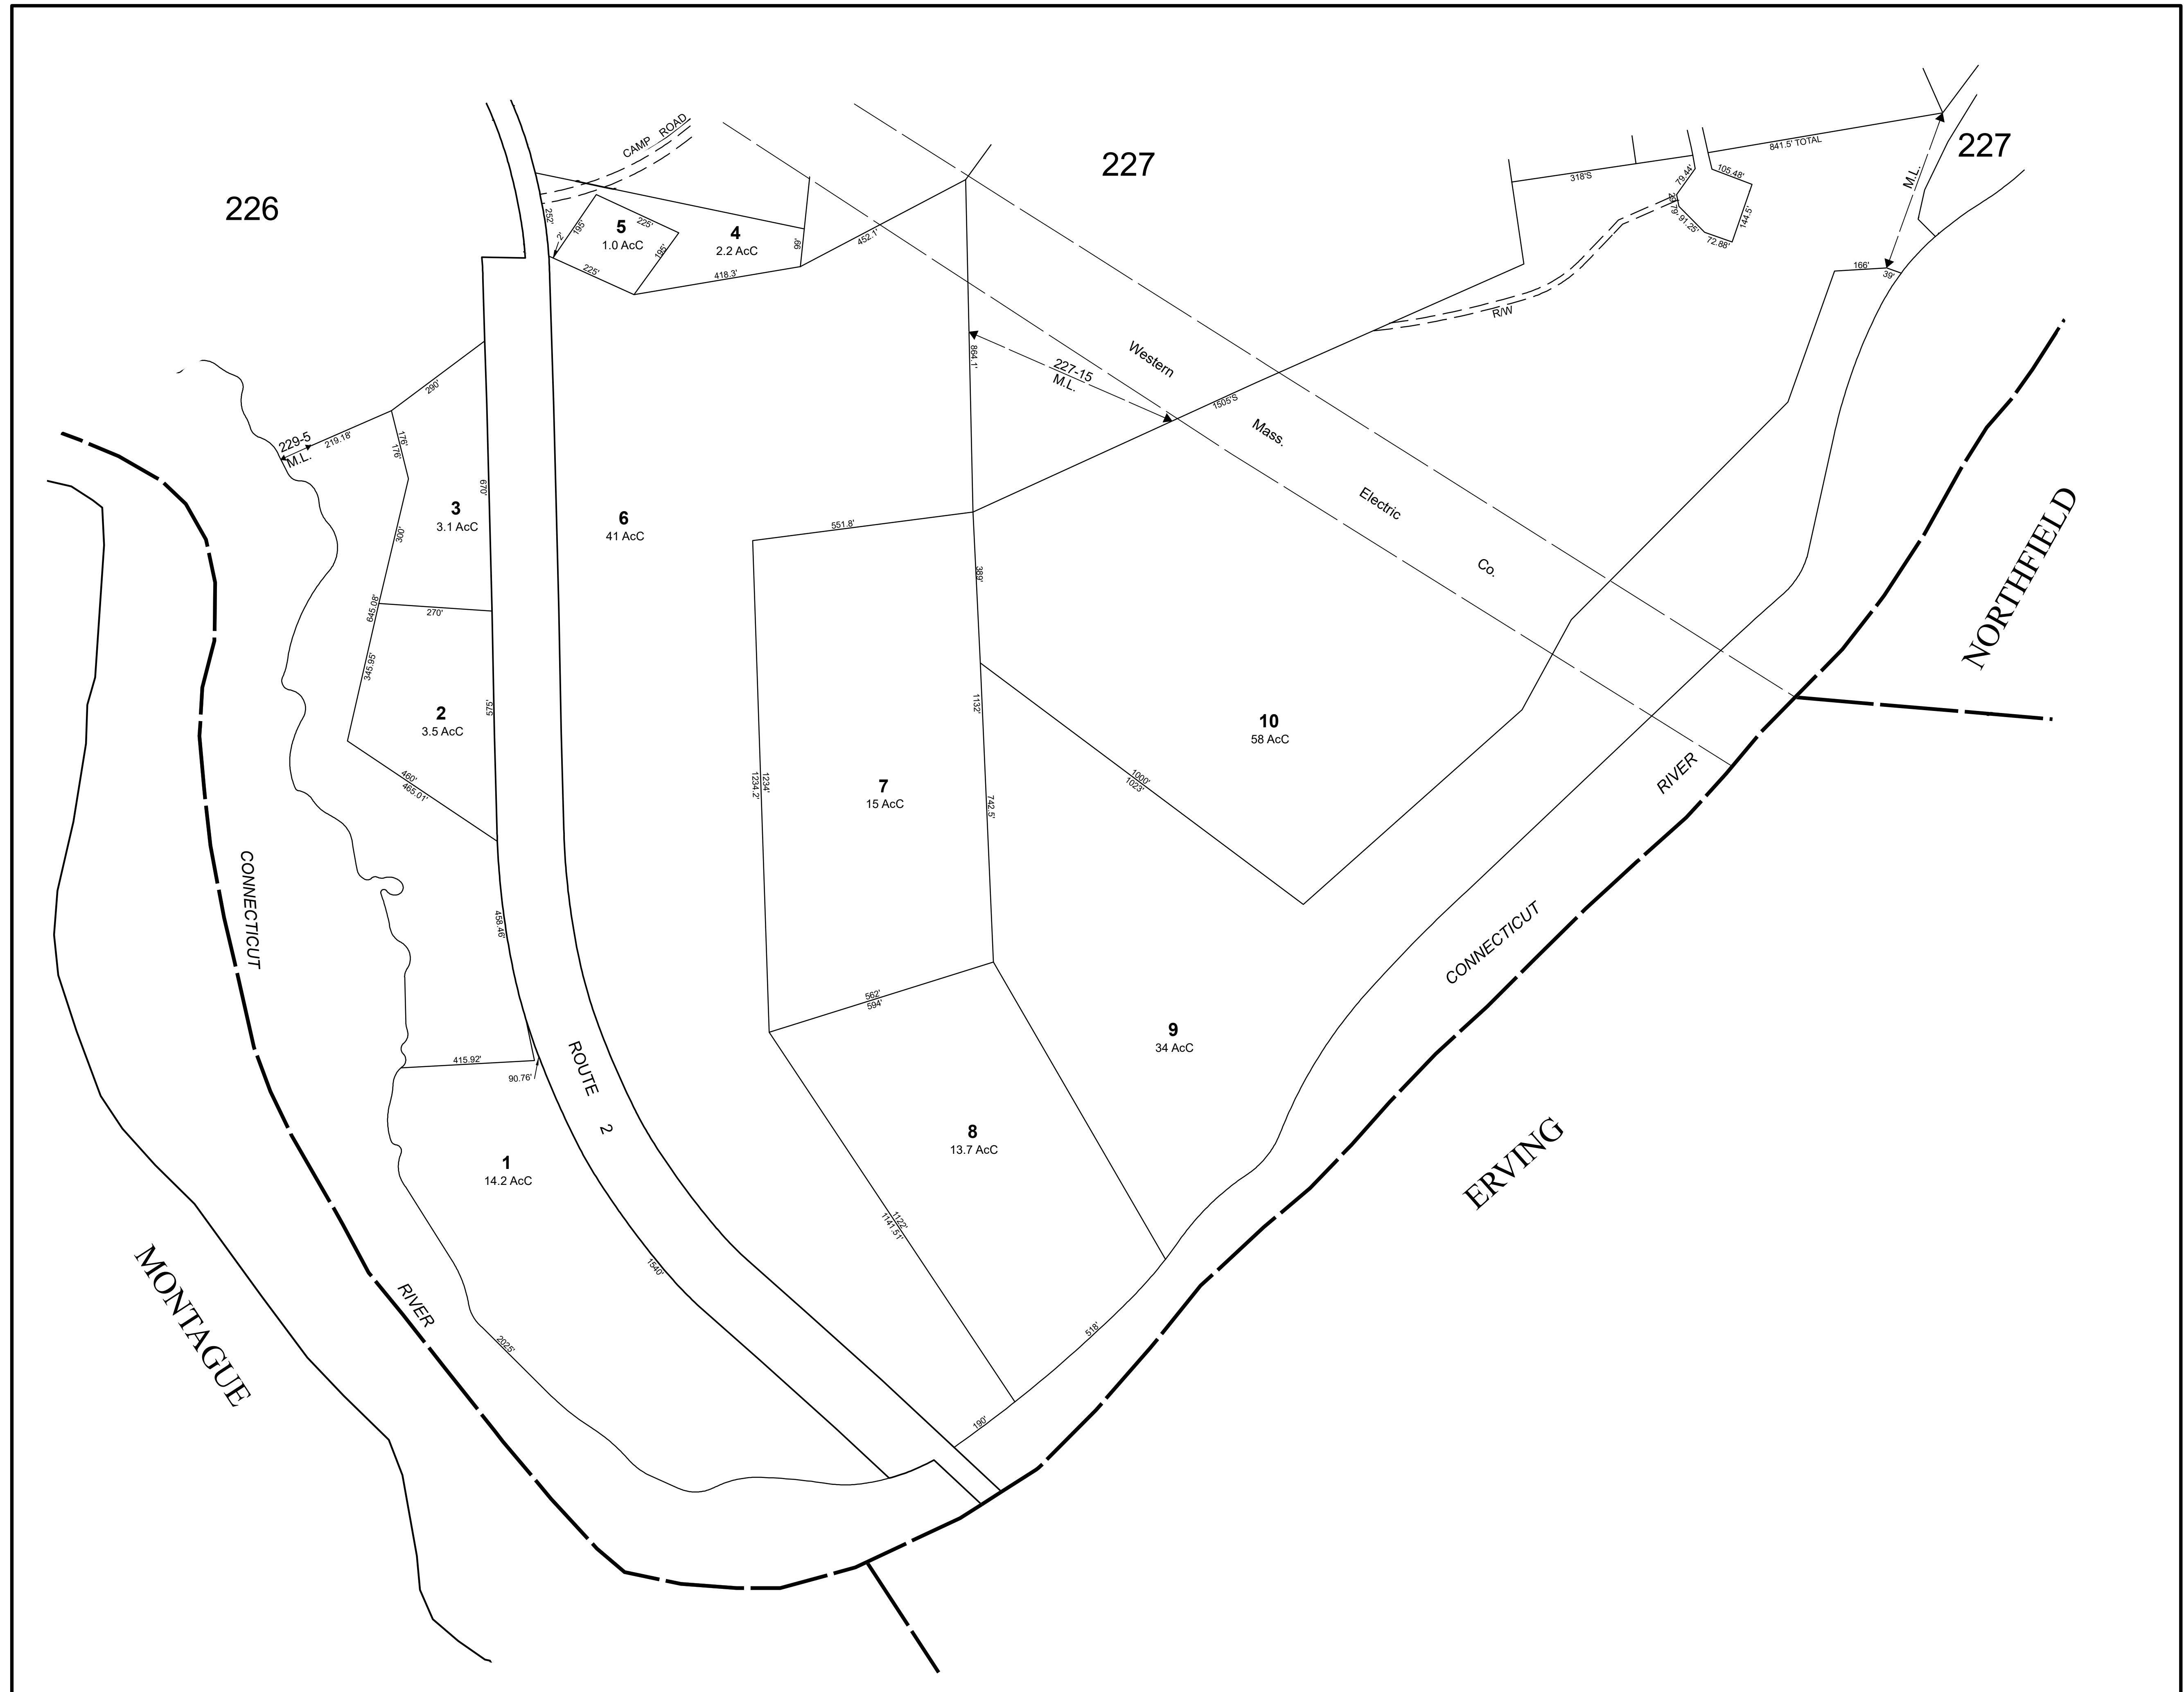 226
227
227
CAMP ROAD
841.5' TOTAL
318'S
105.48'
79.44'
144.5'
91.25'
72.88'
M.L.
166'
39'
R/W
252'
2'
195'
225'
195'
225'
5
1.0 AcC
4
2.2 AcC
99'
418.3'
452.1'
864.1'
227-15
M.L.
1505'S
Western
Mass.
Electric
Co.
290'
229-5
M.L.
219.18'
176'
176'
670'
3
3.1 AcC
300'
645.08'
270'
345.95'
575'
2
3.5 AcC
460'
465.01'
6
41 AcC
551.8'
389'
1132'
1234'
1234.2'
742.5'
7
15 AcC
10
58 AcC
1000'
1023'
NORTHFIELD
CONNECTICUT
RIVER
458.46'
415.92'
90.76'
ROUTE 2
562'
594'
9
34 AcC
8
13.7 AcC
1122'
1141.51'
1
14.2 AcC
1540'
2025'
518'
190'
CONNECTICUT
RIVER
MONTAGUE
ERVING